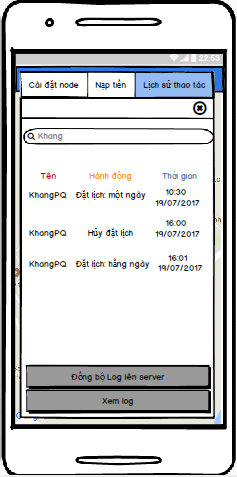 22:53
Cài đặt node Nạp tiền Lịch sử thao tác
Khang
Tên Hành động Thời gian
KhangPQ Đặt lịch: một ngày 10:30 19/07/2017
KhangPQ Hủy đặt lịch 16:00 19/07/2017
KhangPQ Đặt lịch: hằng ngày 16:01 19/07/2017
Đồng bộ Log lên server
Xem log